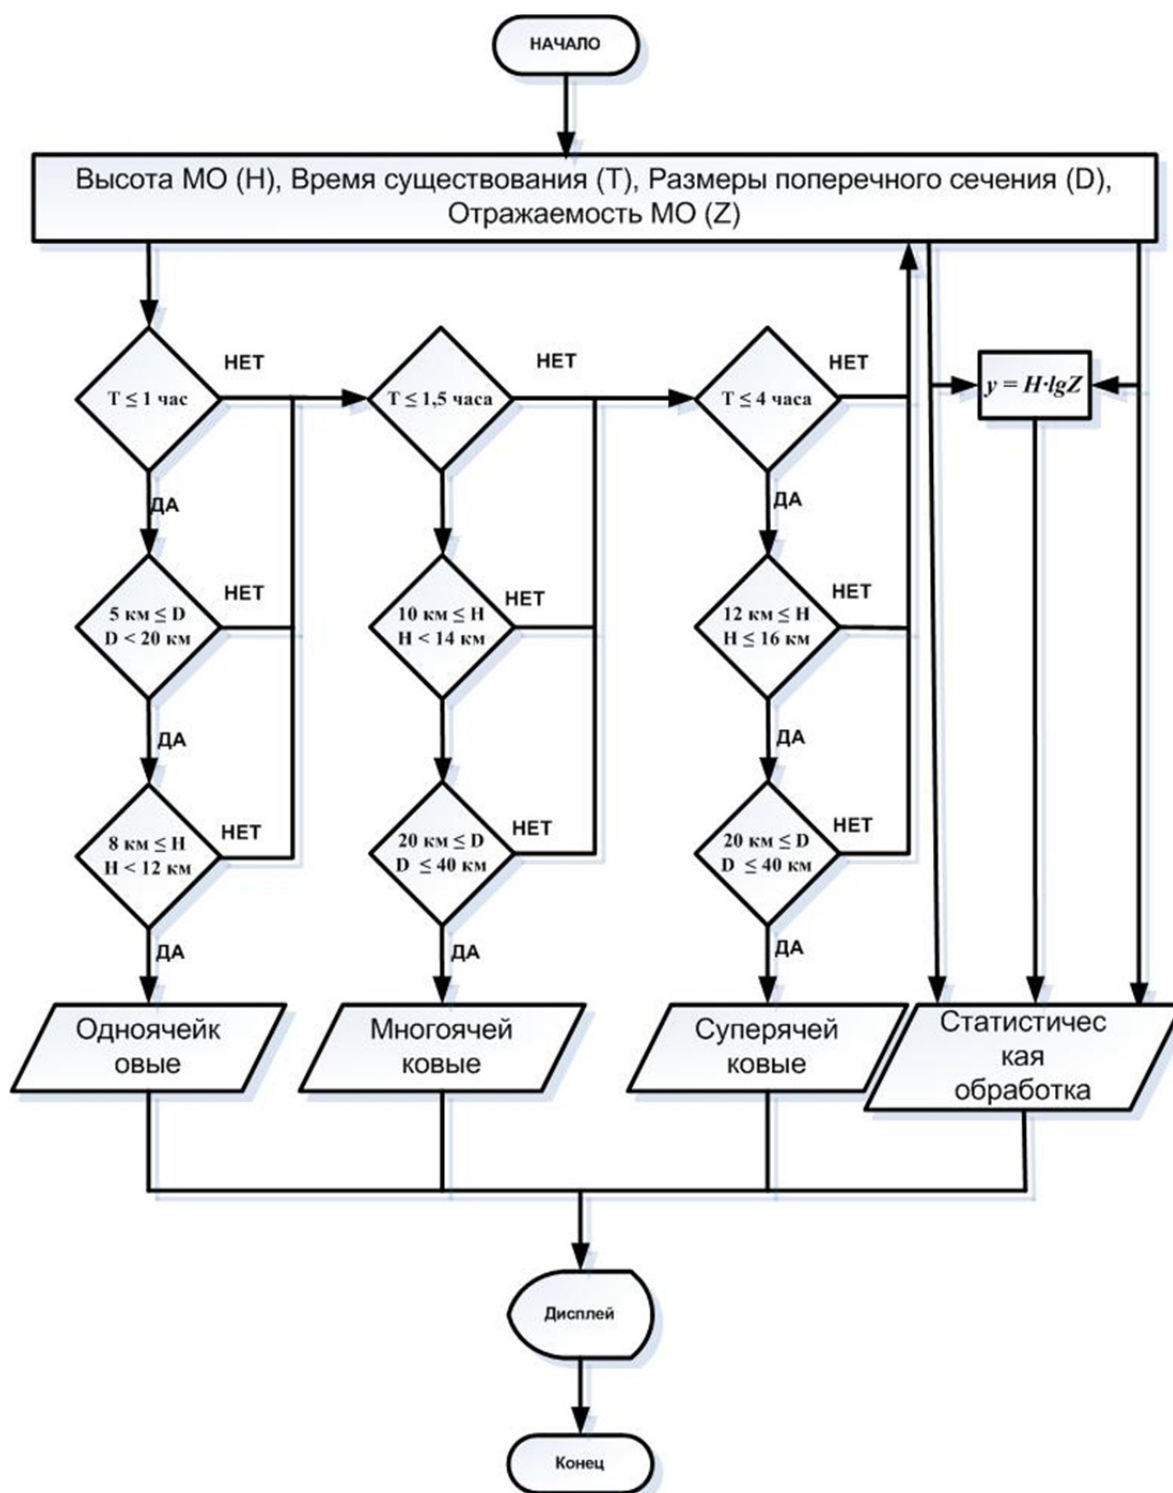 НАЧАЛО
Высота МО (H), Время существования (T), Размеры поперечного сечения (D),
Отражаемость МО (Z)
T ≤ 1 час
НЕТ
T ≤ 1,5 часа
НЕТ
T ≤ 4 часа
НЕТ
y = H·lgZ
ДА
ДА
5 км ≤ D
D < 20 км
НЕТ
10 км ≤ H
H < 14 км
НЕТ
12 км ≤ H
H ≤ 16 км
НЕТ
ДА
ДА
8 км ≤ H
H < 12 км
НЕТ
20 км ≤ D
D ≤ 40 км
НЕТ
20 км ≤ D
D ≤ 40 км
НЕТ
ДА
ДА
ДА
Одноячейк
овые
Многоячей
ковые
Суперячей
ковые
Статистичес
кая
обработка
Дисплей
Конец